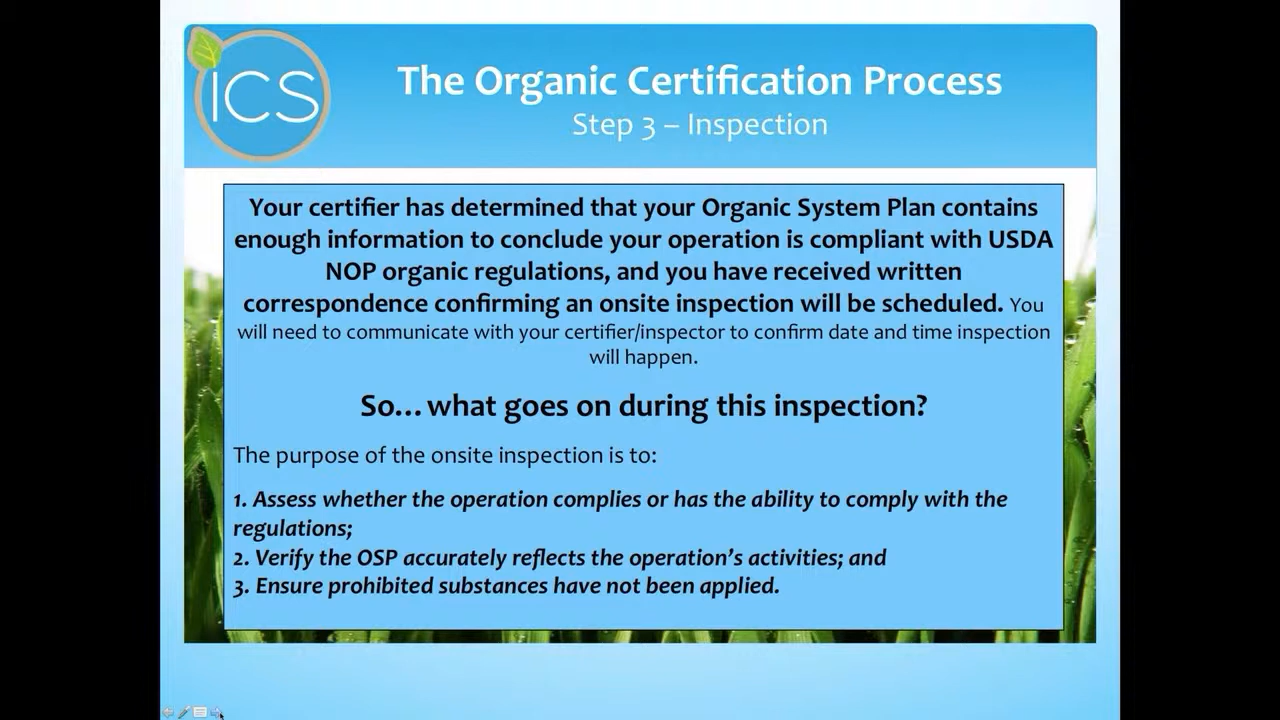 ICS
The Organic Certification Process
Step 3 – Inspection
Your certifier has determined that your Organic System Plan contains
enough information to conclude your operation is compliant with USDA
NOP organic regulations, and you have received written
correspondence confirming an onsite inspection will be scheduled. You
will need to communicate with your certifier/inspector to confirm date and time inspection
will happen.
So...what goes on during this inspection?
The purpose of the onsite inspection is to:
1. Assess whether the operation complies or has the ability to comply with the
regulations;
2. Verify the OSP accurately reflects the operation's activities; and
3. Ensure prohibited substances have not been applied.